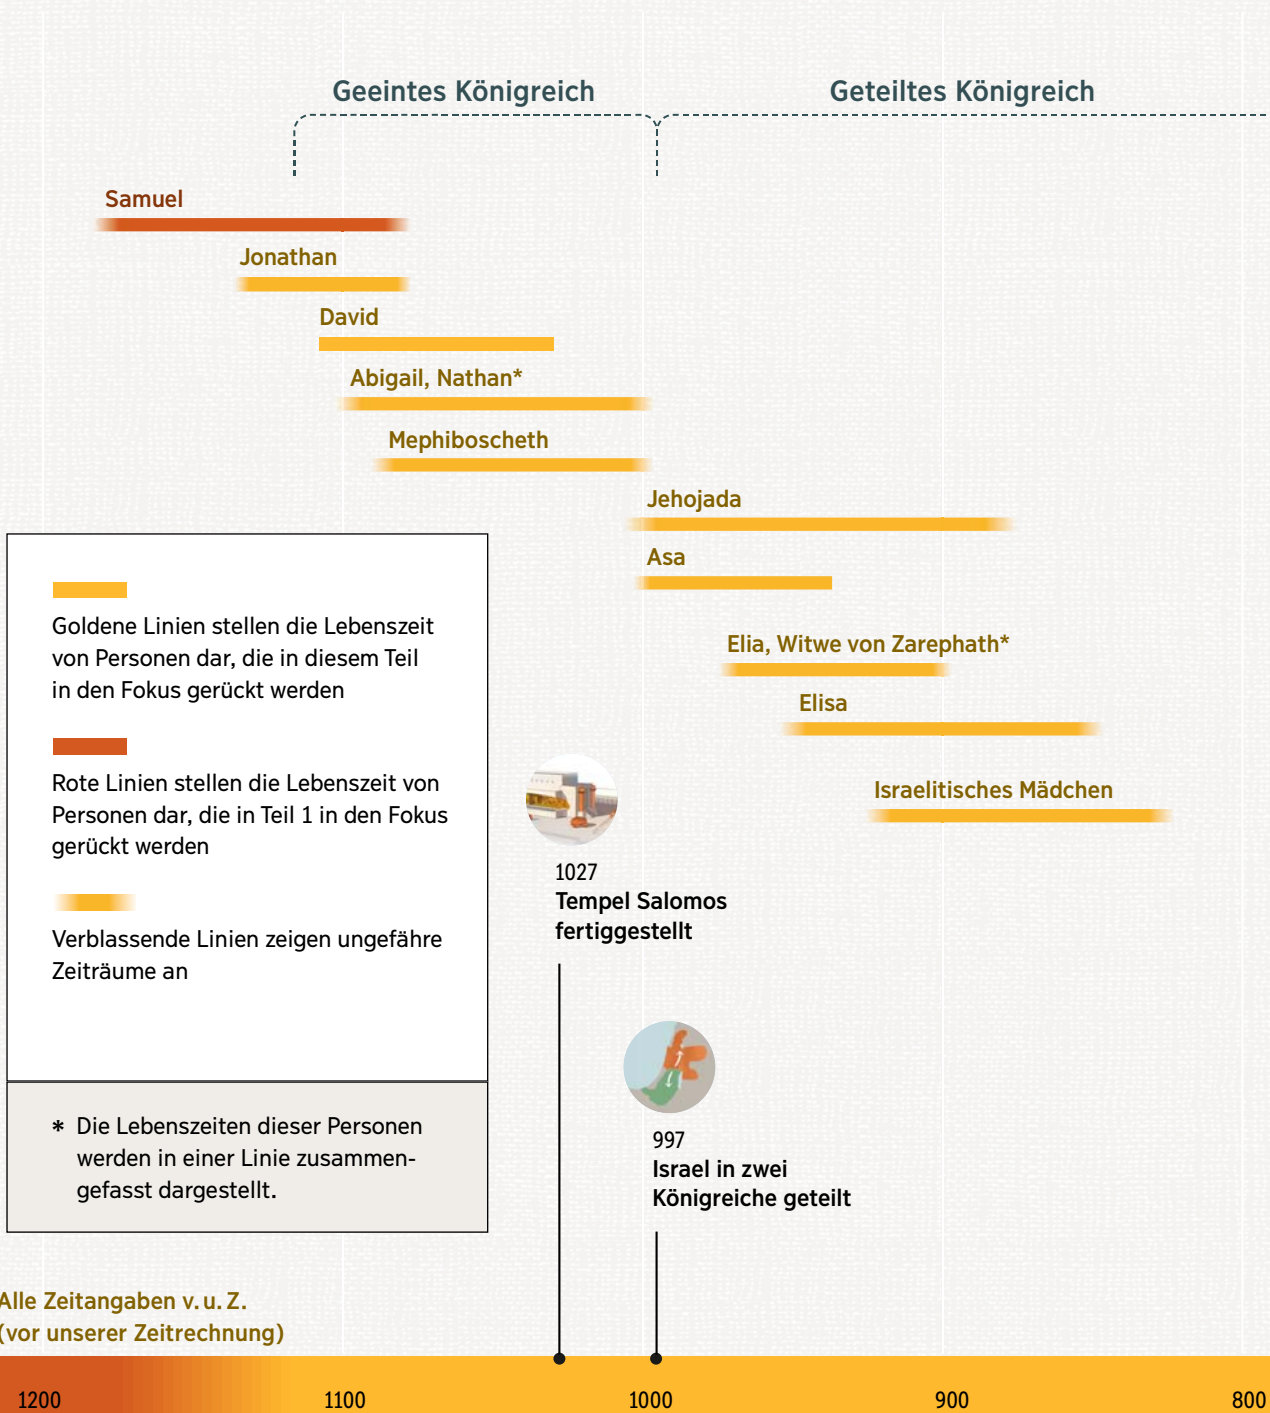 Geeintes Königreich
Geteiltes Königreich
Samuel
Jonathan
David
Abigail, Nathan*
Mephiboscheth
Jehojada
Asa
Elia, Witwe von Zarephath*
Elisa
Israelitisches Mädchen
Goldene Linien stellen die Lebenszeit
von Personen dar, die in diesem Teil
in den Fokus gerückt werden
Rote Linien stellen die Lebenszeit von
Personen dar, die in Teil 1 in den Fokus
gerückt werden
Verblassende Linien zeigen ungefähre
Zeiträume an
* Die Lebenszeiten dieser Personen
werden in einer Linie zusammen-
gefasst dargestellt.
1027
Tempel Salomos
fertiggestellt
997
Israel in zwei
Königreiche geteilt
Alle Zeitangaben v. u. Z.
(vor unserer Zeitrechnung)
1200
1100
1000
900
800